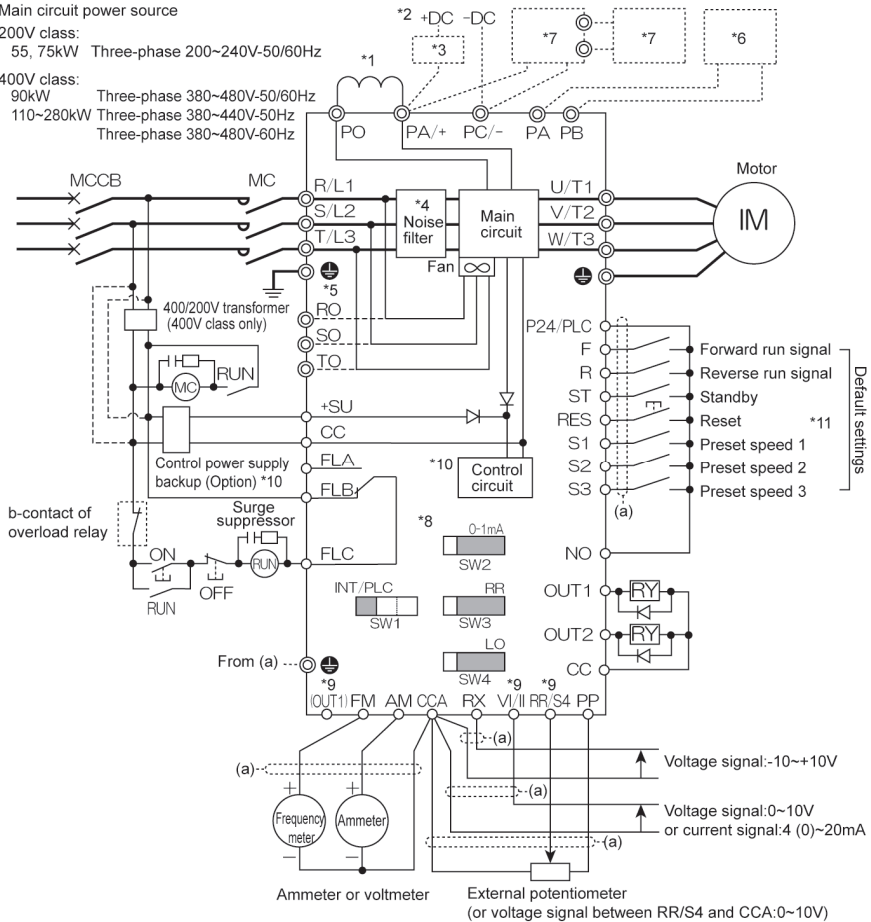 Main circuit power source
200V class:
55, 75kW Three-phase 200~240V-50/60Hz
400V class:
90kW Three-phase 380~480V-50/60Hz
110~280kW Three-phase 380~440V-50Hz
Three-phase 380~480V-60Hz
*2 +DC -DC
*3
*7
*7
*6
*1
PO
PA/+
PC/-
PA
PB
MCCB
MC
R/L1
S/L2
T/L3
*4
Noise
filter
Main
circuit
U/T1
V/T2
W/T3
Motor
IM
Fan
*5
400/200V transformer
(400V class only)
RO
SO
TO
MC
RUN
+SU
CC
Control power supply
backup (Option) *10
FLA
FLB
FLC
*10
Control
circuit
P24/PLC
F
Forward run signal
R
Reverse run signal
ST
Standby
RES
Reset
*11
S1
Preset speed 1
S2
Preset speed 2
S3
Preset speed 3
Default settings
(a)
b-contact of
overload relay
Surge
suppressor
ON
RUN
OFF
RUN
*8
0-1mA
SW2
INT/PLC
SW1
RR
SW3
LO
SW4
NO
OUT1
RY
OUT2
RY
CC
From (a)
*9
(OUT1)
FM
AM
CCA
RX
*9
VI/II
*9
RR/S4
PP
(a)
Voltage signal:-10~+10V
(a)
(a)
Voltage signal:0~10V
or current signal:4 (0)~20mA
(a)
+
Frequency
meter
−
+
Ammeter
−
Ammeter or voltmeter
External potentiometer
(or voltage signal between RR/S4 and CCA:0~10V)